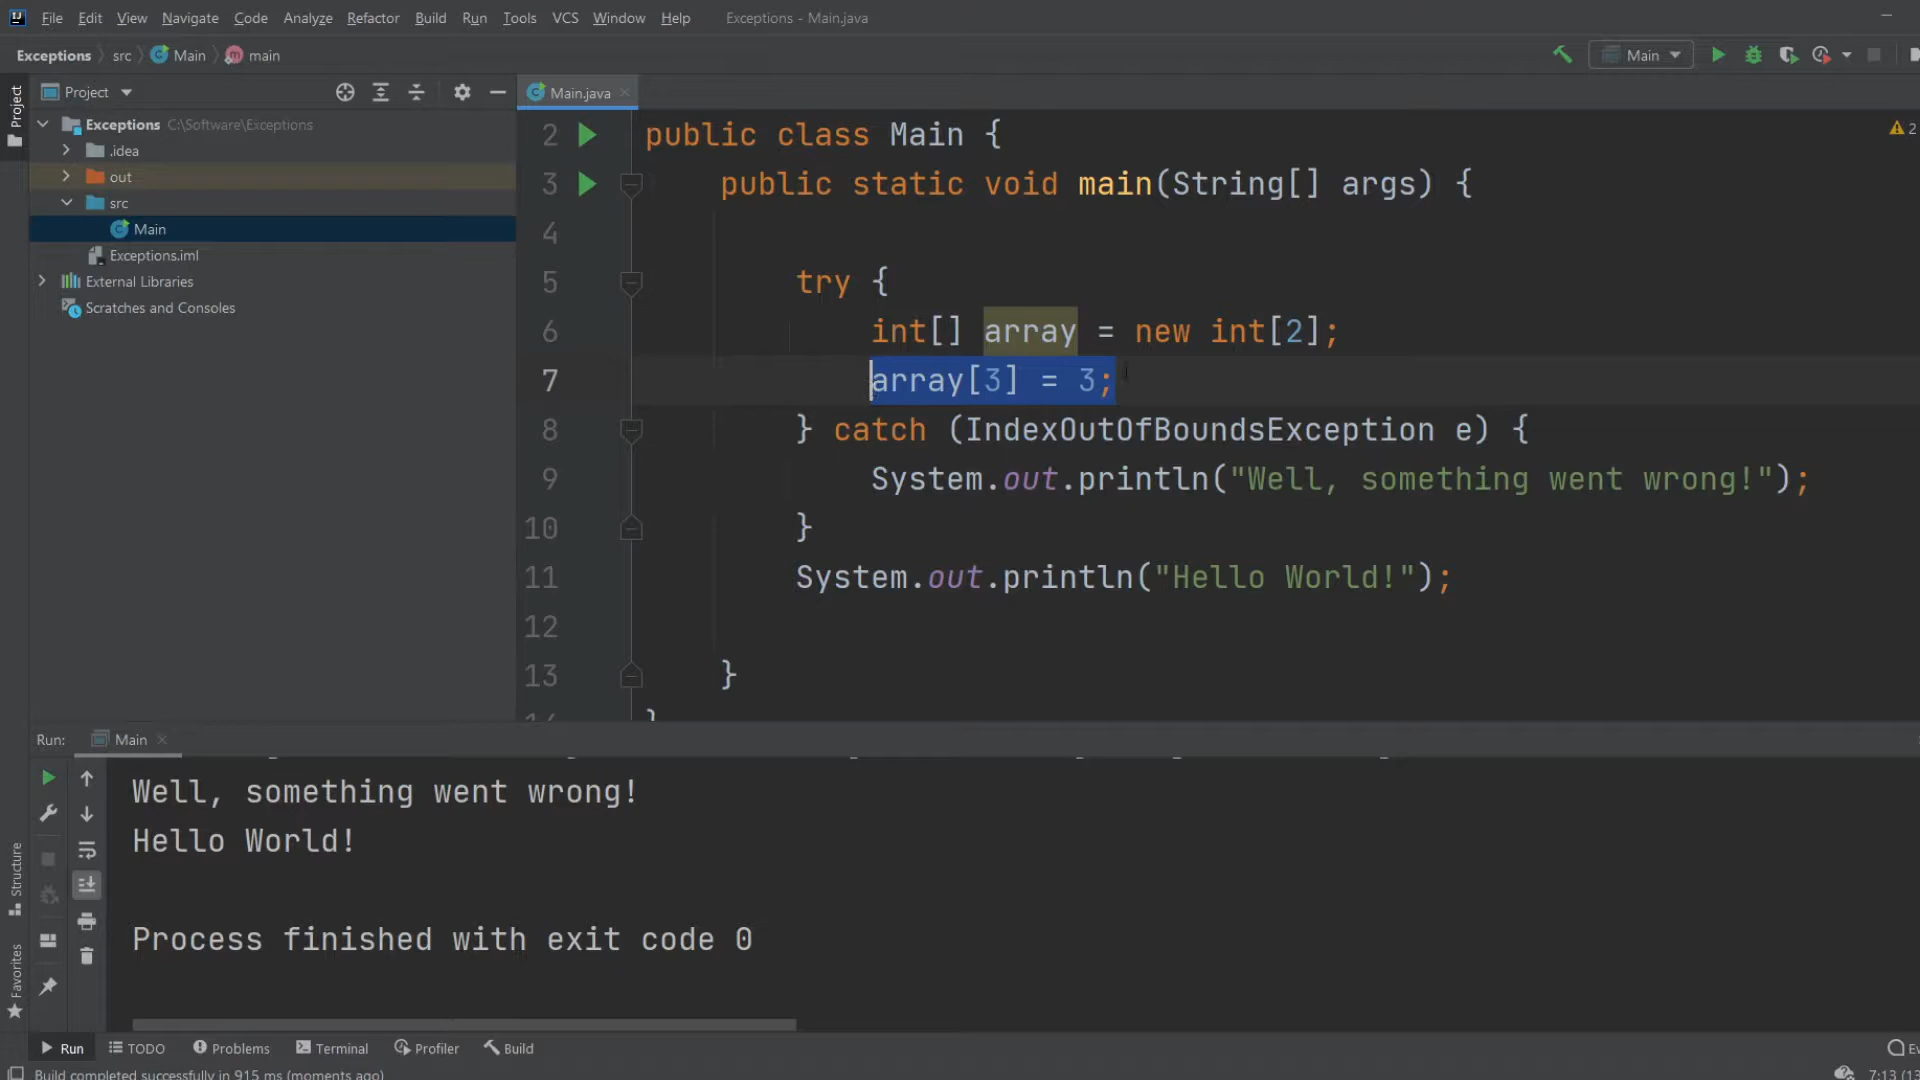 File Edit View Navigate Code Analyze Refactor Build Run Tools VCS Window Help Exceptions - Main.java
Exceptions src Main main
Main
Project
Project
Main.java
Exceptions C:\Software\Exceptions
.idea
out
src
Main
Exceptions.iml
External Libraries
Scratches and Consoles
2 public class Main {
2
3 public static void main(String[] args) {
4
5 try {
6 int[] array = new int[2];
7 array[3] = 3;
8 } catch (IndexOutOfBoundsException e) {
9 System.out.println("Well, something went wrong!");
10 }
11 System.out.println("Hello World!");
12
13 }
}
Run: Main
Well, something went wrong!
Hello World!
Process finished with exit code 0
Structure
Favorites
Run TODO Problems Terminal Profiler Build
Build completed successfully in 915 ms (moments ago)
7:13 (13